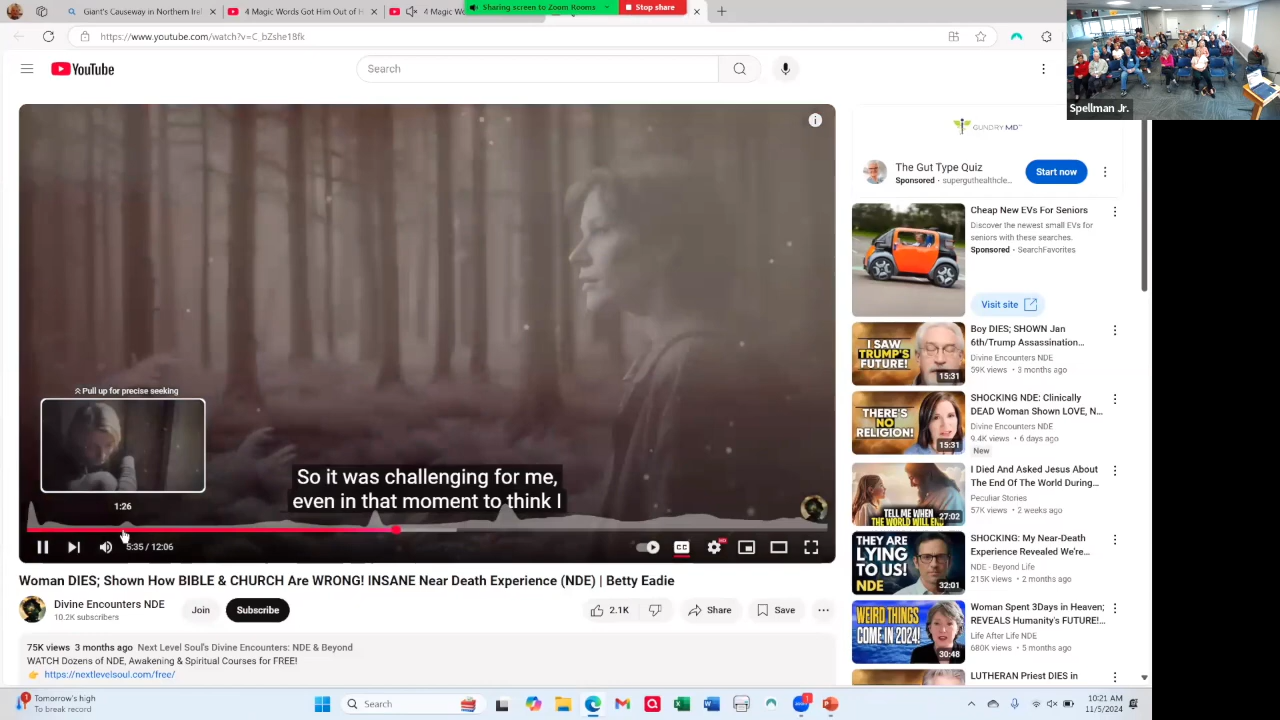 Giant's Causeway in Northern Ire
A Magic
d Hin Cot
4 Magic Wo
Sharing screen to Zoom Rooms
Stop share
https://www.youtube.com/watch?v=C_bZshe18fk
Spellman Jr.
YouTube
Search
GUNDRY MD™
The Gut Type Quiz
Sponsored · superguthealthcle...
Start now
Cheap New EVs For Seniors
Discover the newest small EVs for
seniors with these searches.
Sponsored · SearchFavorites
Visit site
Boy DIES; SHOWN Jan
6th/Trump Assassination...
Divine Encounters NDE
59K views • 3 months ago
I SAW
TRUMP'S
FUTURE!
15:31
SHOCKING NDE: Clinically
DEAD Woman Shown LOVE, N...
Divine Encounters NDE
9.4K views • 6 days ago
New
THERE'S
NO
RELIGION!
15:31
I Died And Asked Jesus About
The End Of The World During...
Peculiar Stories
57K views • 2 weeks ago
TELL ME WHEN
THE WORLD WILL END
27:02
SHOCKING: My Near-Death
Experience Revealed We're...
NDE - Beyond Life
215K views • 2 months ago
THEY ARE
LYING
TO US!
NDE
32:01
Woman Spent 3Days in Heaven;
REVEALS Humanity's FUTURE!...
Life After Life NDE
680K views • 5 months ago
WEIRD THINGS
COME IN 2024!
30:48
LUTHERAN Priest DIES in
Pull up for precise seeking
1:26
So it was challenging for me,
even in that moment to think I
5:35 / 12:06
CC
HD
Woman DIES; Shown How BIBLE & CHURCH Are WRONG! INSANE Near Death Experience (NDE) | Betty Eadie
Divine Encounters NDE
10.2K subscribers
Join
Subscribe
2.1K
Share
Save
75K views 3 months ago Next Level Soul's Divine Encounters: NDE & Beyond
WATCH Dozens of NDE, Awakening & Spiritual Courses for FREE!
https://nextlevelsoul.com/free/
1
Tomorrow's high
To break record
Search
1
10:21 AM
11/5/2024